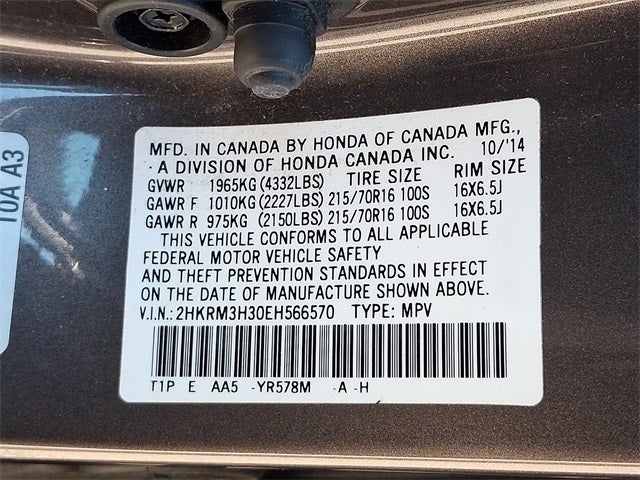 MFD. IN CANADA BY HONDA OF CANADA MFG.,
- A DIVISION OF HONDA CANADA INC. 10/'14
GVWR 1965KG (4332LBS) TIRE SIZE RIM SIZE
GAWR F 1010KG (2227LBS) 215/70R16 100S 16X6.5J
GAWR R 975KG (2150LBS) 215/70R16 100S 16X6.5J
THIS VEHICLE CONFORMS TO ALL APPLICABLE
FEDERAL MOTOR VEHICLE SAFETY
AND THEFT PREVENTION STANDARDS IN EFFECT
ON THE DATE OF MANUFACTURE SHOWN ABOVE.
V.I.N.: 2HKRM3H30EH566570 TYPE: MPV
T1P E AA5 -YR578M -A -H
10A A3